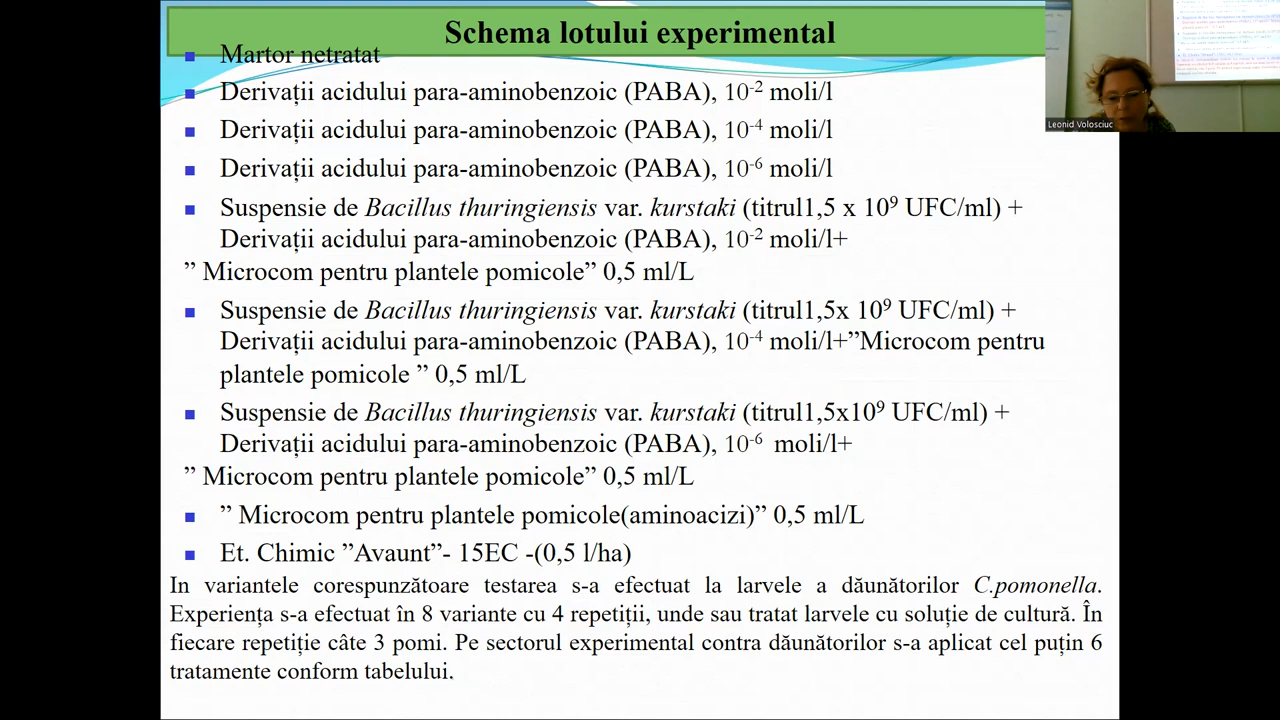 Schema lotului experimental
Martor netratat
Derivații acidului para-aminobenzoic (PABA), 10-2 moli/l
Derivații acidului para-aminobenzoic (PABA), 10-4 moli/l
Derivații acidului para-aminobenzoic (PABA), 10-6 moli/l
Suspensie de Bacillus thuringiensis var. kurstaki (titrul1,5 x 10⁹ UFC/ml) +
Derivații acidului para-aminobenzoic (PABA), 10-2 moli/l+
” Microcom pentru plantele pomicole” 0,5 ml/L
Suspensie de Bacillus thuringiensis var. kurstaki (titrul1,5x 10⁹ UFC/ml) +
Derivații acidului para-aminobenzoic (PABA), 10-4 moli/l+”Microcom pentru
plantele pomicole ” 0,5 ml/L
Suspensie de Bacillus thuringiensis var. kurstaki (titrul1,5x10⁹ UFC/ml) +
Derivații acidului para-aminobenzoic (PABA), 10-6 moli/l+
” Microcom pentru plantele pomicole” 0,5 ml/L
” Microcom pentru plantele pomicole(aminoacizi)” 0,5 ml/L
Et. Chimic ”Avaunt”- 15EC -(0,5 l/ha)
In variantele corespunzătoare testarea s-a efectuat la larvele a dăunătorilor C.pomonella.
Experiența s-a efectuat în 8 variante cu 4 repetiții, unde sau tratat larvele cu soluție de cultură. În
fiecare repetiție câte 3 pomi. Pe sectorul experimental contra dăunătorilor s-a aplicat cel puțin 6
tratamente conform tabelului.
Leonid Volosciuc